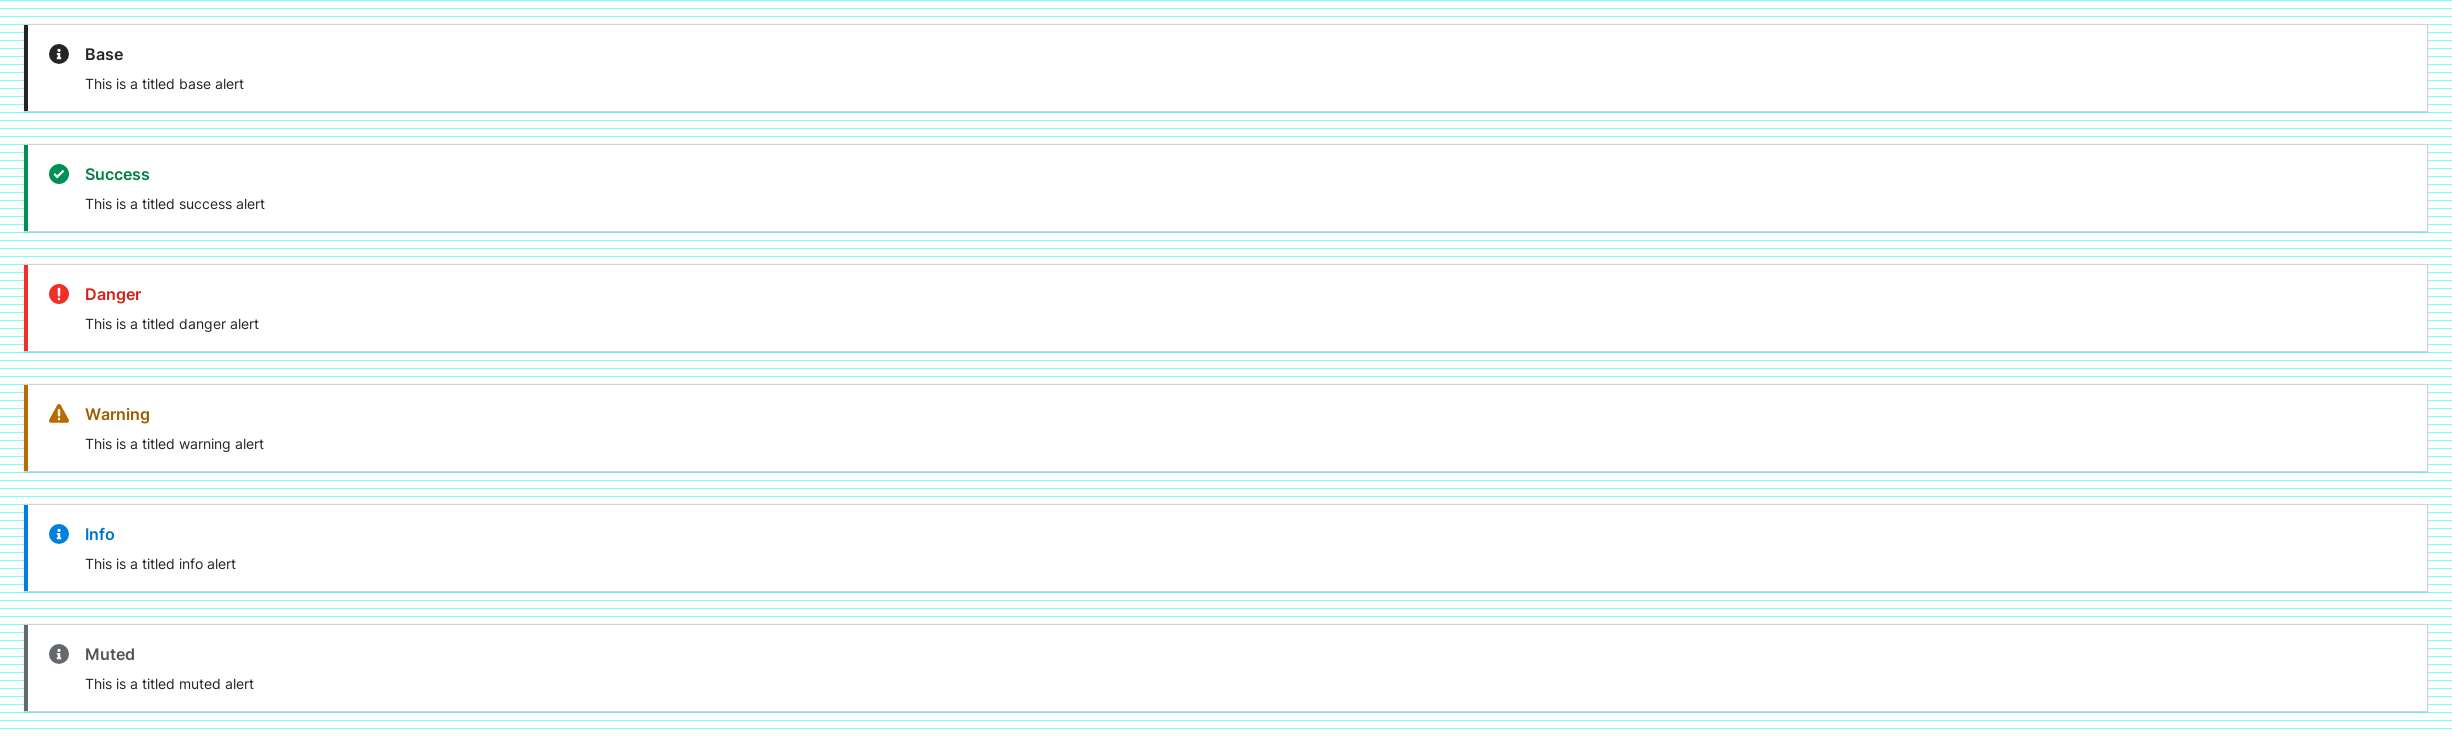 Base
This is a titled base alert
Success
This is a titled success alert
Danger
This is a titled danger alert
Warning
This is a titled warning alert
Info
This is a titled info alert
Muted
This is a titled muted alert